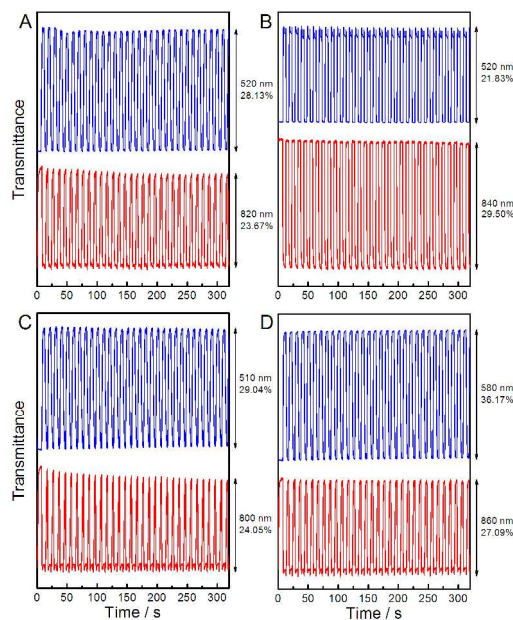 A
B
Transmittance
520 nm
28.13%
820 nm
23.67%
520 nm
21.83%
840 nm
29.50%
0 50 100 150 200 250 300
0 50 100 150 200 250 300
C
D
Transmittance
510 nm
29.04%
800 nm
24.05%
580 nm
36.17%
860 nm
27.09%
0 50 100 150 200 250 300
0 50 100 150 200 250 300
Time / s
Time / s